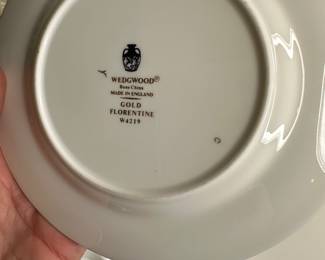 WEDGWOOD®
Bone China
MADE IN ENGLAND
GOLD
FLORENTINE
W4219